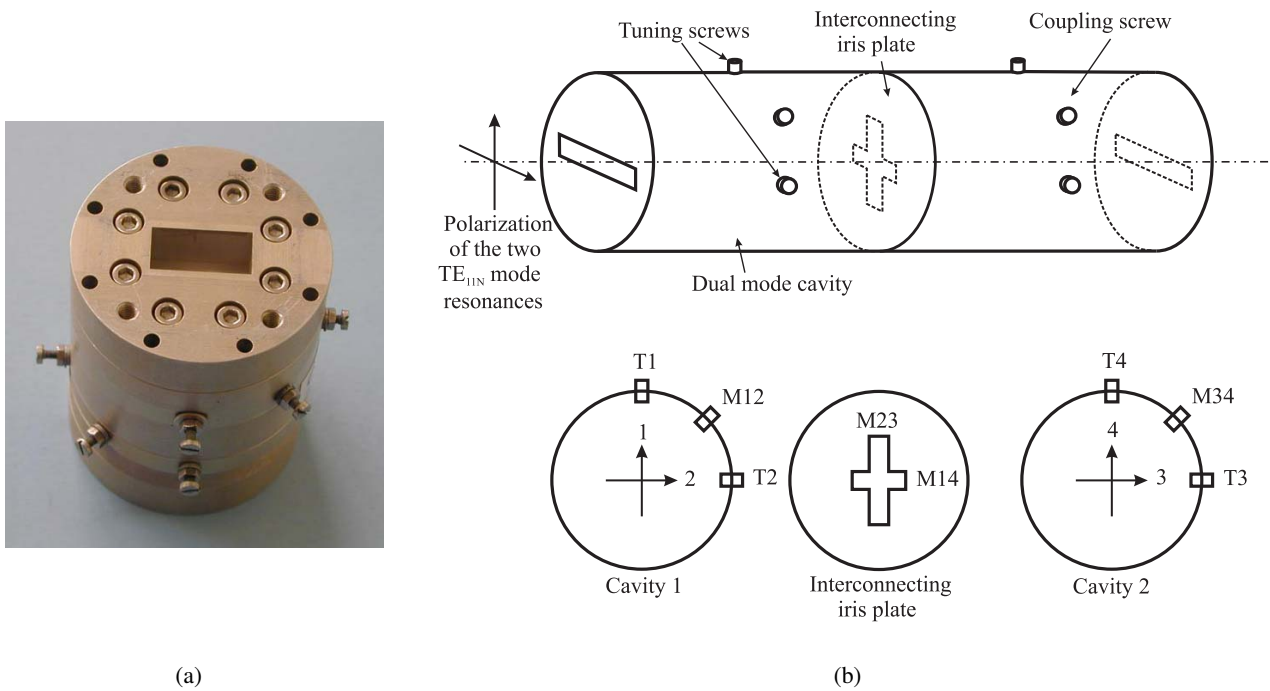 Tuning screws
Interconnecting
iris plate
Coupling screw
Polarization
of the two
TE₁₁N mode
resonances
Dual mode cavity
T1
M12
1
2
T2
Cavity 1
M23
M14
Interconnecting
iris plate
T4
M34
4
3
T3
Cavity 2
(a)
(b)